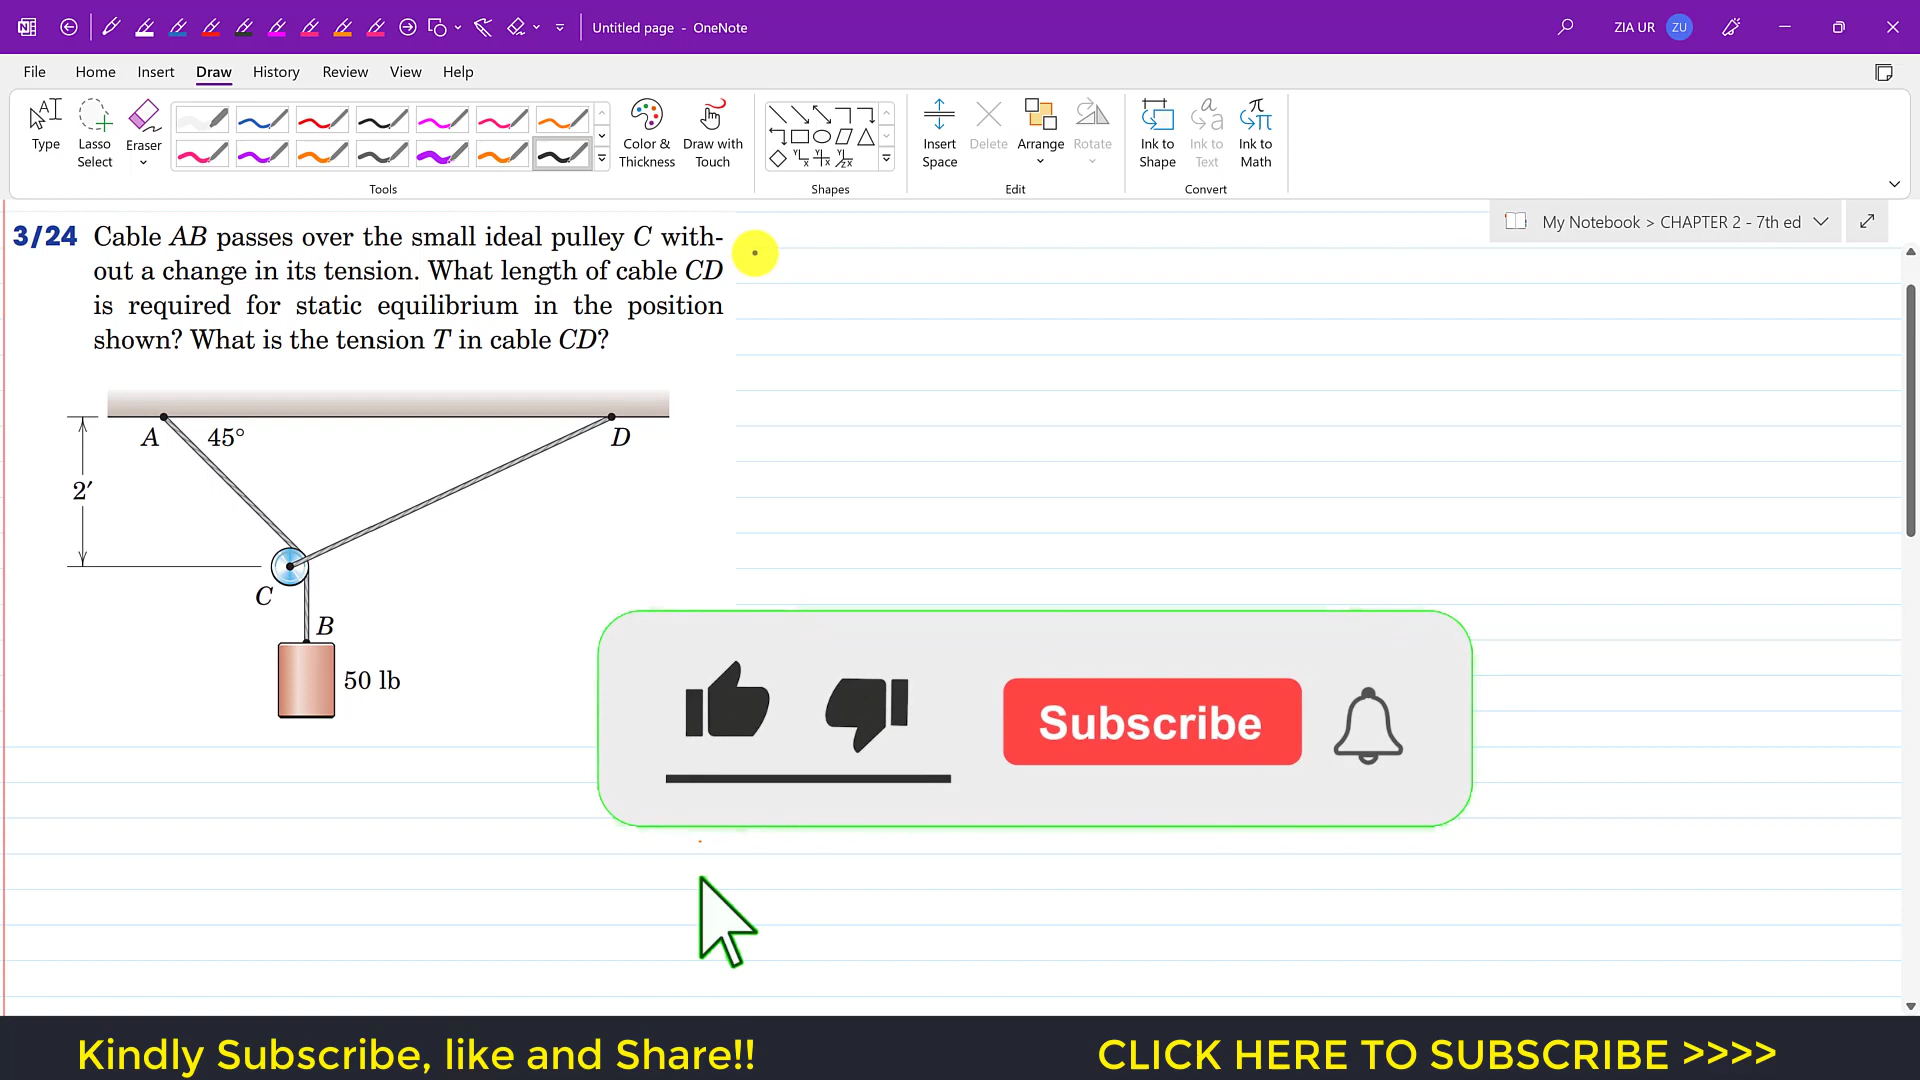 Untitled page - OneNote
ZIA UR
ZU
File
Home
Insert
Draw
History
Review
View
Help
Type
Lasso
Select
Eraser
Color &
Thickness
Draw with
Touch
Insert
Space
Delete
Arrange
Rotate
Ink to
Shape
Ink to
Text
Ink to
Math
Tools
Shapes
Edit
Convert
My Notebook > CHAPTER 2 - 7th ed
3/24 Cable AB passes over the small ideal pulley C with-
out a change in its tension. What length of cable CD
is required for static equilibrium in the position
shown? What is the tension T in cable CD?
A
45°
D
2′
C
B
50 lb
Subscribe
Kindly Subscribe, like and Share!!
CLICK HERE TO SUBSCRIBE >>>>